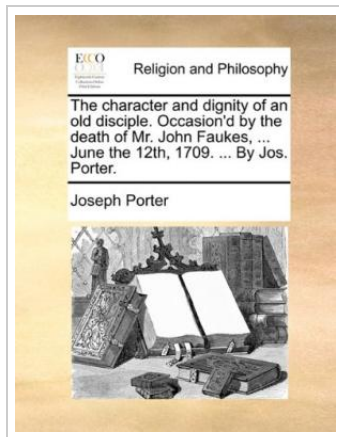 ECCO
Religion and Philosophy
The character and dignity of an
old disciple. Occasion'd by the
death of Mr. John Faukes, ...
June the 12th, 1709. ... By Jos.
Porter.
Joseph Porter